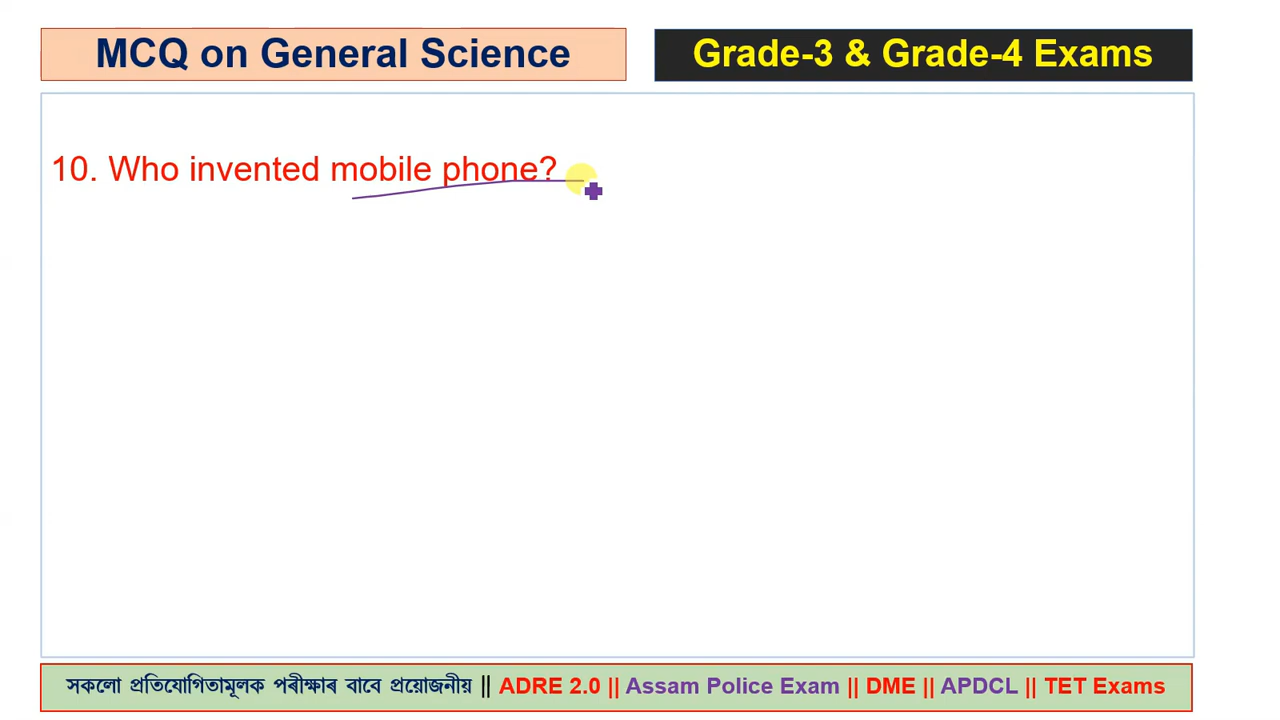 MCQ on General Science
Grade-3 & Grade-4 Exams
10. Who invented mobile phone?
সকলো প্ৰতিযোগিতামূলক পৰীক্ষাৰ বাবে প্ৰয়োজনীয় || ADRE 2.0 || Assam Police Exam || DME || APDCL || TET Exams